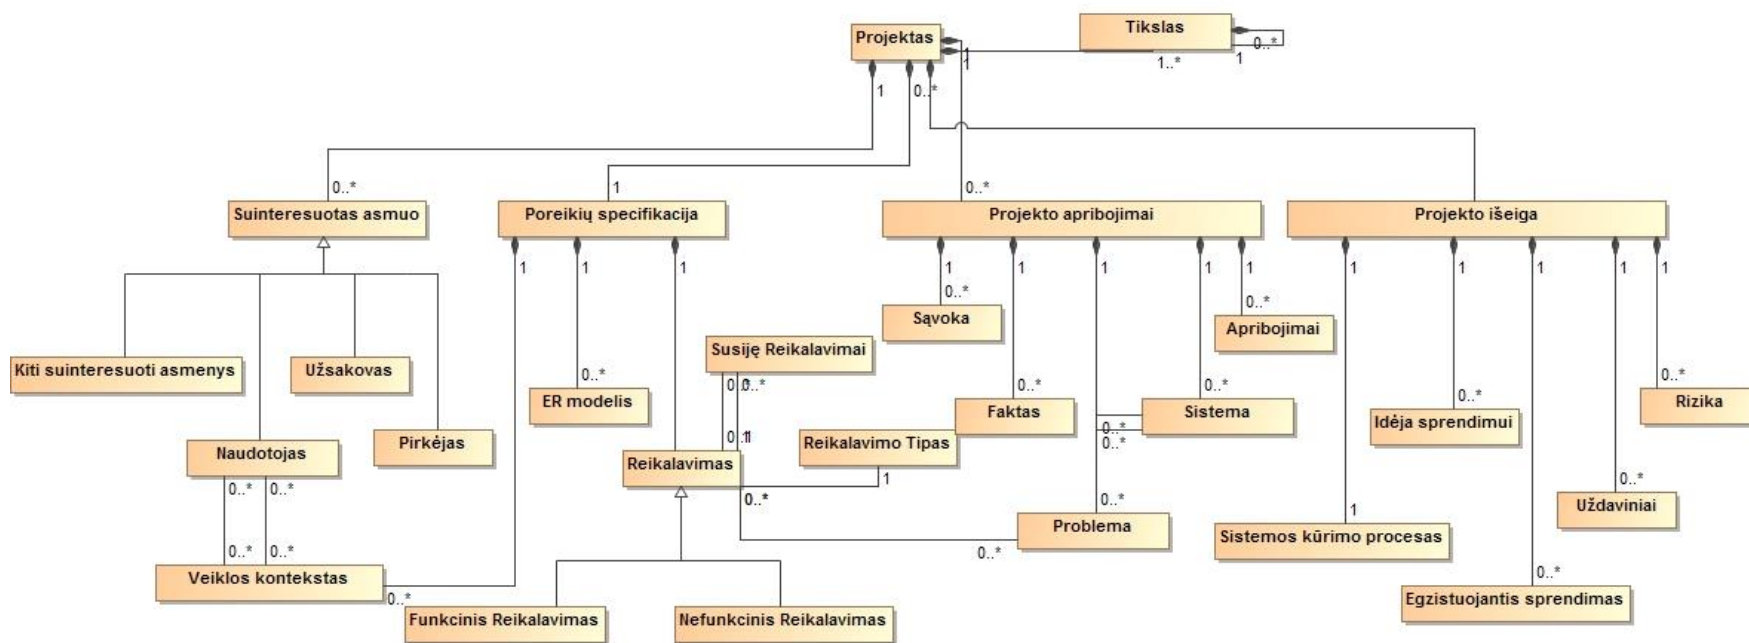 Projektas
Tikslas
1
1
1..*
1
0..*
1
0..*
0..*
1
0..*
Suinteresuotas asmuo
Poreikių specifikacija
Projekto apribojimai
Projekto išeiga
1
1
1
1
1
1
1
1
1
1
1
1
1
0..*
0..*
Sąvoka
Apribojimai
Susiję Reikalavimai
Kiti suinteresuoti asmenys
Užsakovas
0..*
0..*
0..*
0..*
0..*
ER modelis
Faktas
Sistema
Rizika
0..*
Idėja sprendimui
0..*
0..*
Pirkėjas
Reikalavimo Tipas
Naudotojas
Reikalavimas
1
0..*
0..*
0..*
0..*
0..*
Uždaviniai
Problema
1
Sistemos kūrimo procesas
0..*
0..*
0..*
0..*
Veiklos kontekstas
0..*
Egzistuojantis sprendimas
Funkcinis Reikalavimas
Nefunkcinis Reikalavimas